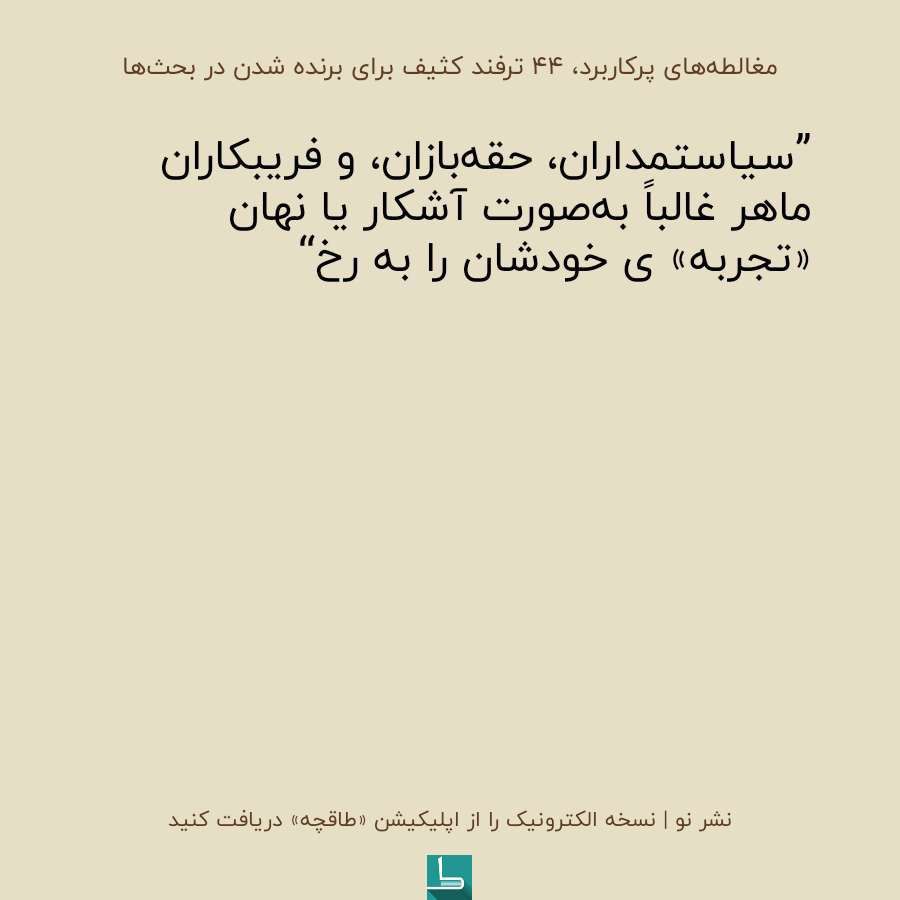 مغالطه‌های پرکاربرد، ۴۴ ترفند کثیف برای برنده شدن در بحث‌ها
”سیاستمداران، حقه‌بازان، و فریبکاران
ماهر غالباً به‌صورت آشکار یا نهان
«تجربه» ی خودشان را به رخ“
نشر نو | نسخه الکترونیک را از اپلیکیشن «طاقچه» دریافت کنید